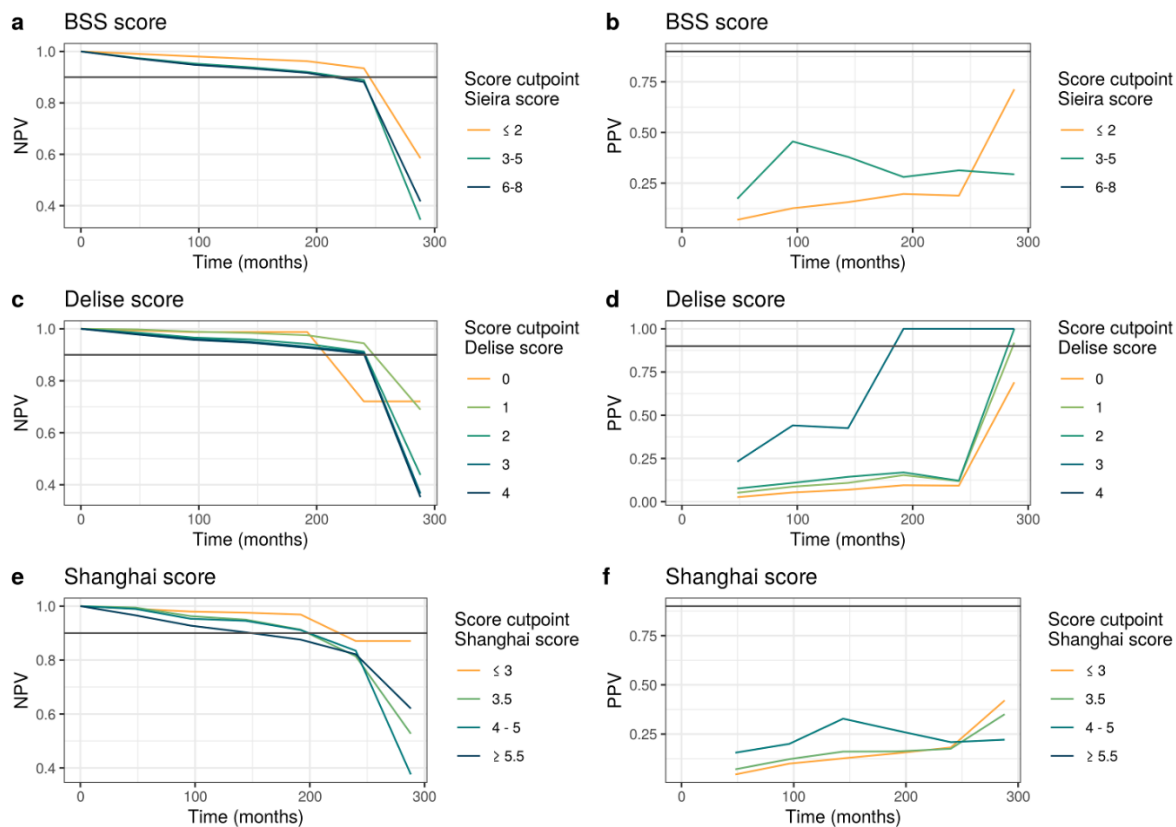 a BSS score
1.0
0.8
0.6
0.4
NPV
0 100 200 300
Time (months)
Score cutpoint
Sieira score
≤ 2
3-5
6-8
b BSS score
0.75
0.50
0.25
PPV
0 100 200 300
Time (months)
Score cutpoint
Sieira score
≤ 2
3-5
6-8
c Delise score
1.0
0.8
0.6
0.4
NPV
0 100 200 300
Time (months)
Score cutpoint
Delise score
0
1
2
3
4
d Delise score
1.00
0.75
0.50
0.25
0.00
PPV
0 100 200 300
Time (months)
Score cutpoint
Delise score
0
1
2
3
4
e Shanghai score
1.0
0.8
0.6
0.4
NPV
0 100 200 300
Time (months)
Score cutpoint
Shanghai score
≤ 3
3.5
4 - 5
≥ 5.5
f Shanghai score
0.75
0.50
0.25
PPV
0 100 200 300
Time (months)
Score cutpoint
Shanghai score
≤ 3
3.5
4 - 5
≥ 5.5